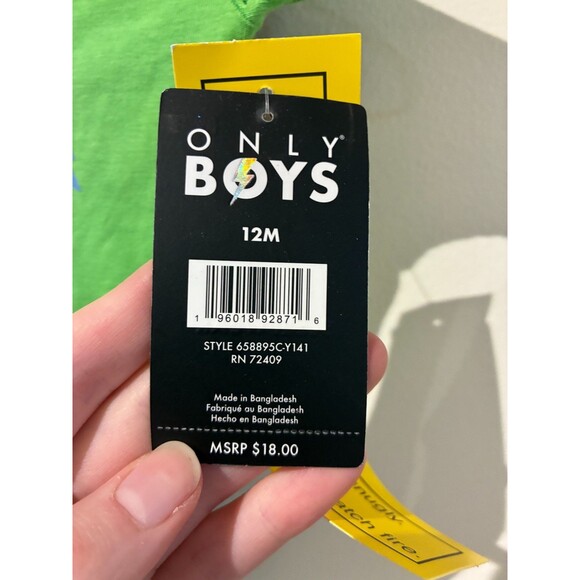 ONLY®
BOYS
12M
1 96018 92871 6
STYLE 658895C-Y141
RN 72409
Made in Bangladesh
Fabriqué au Bangladesh
Hecho en Bangladesh
MSRP $18.00
snugly.
catch fire.